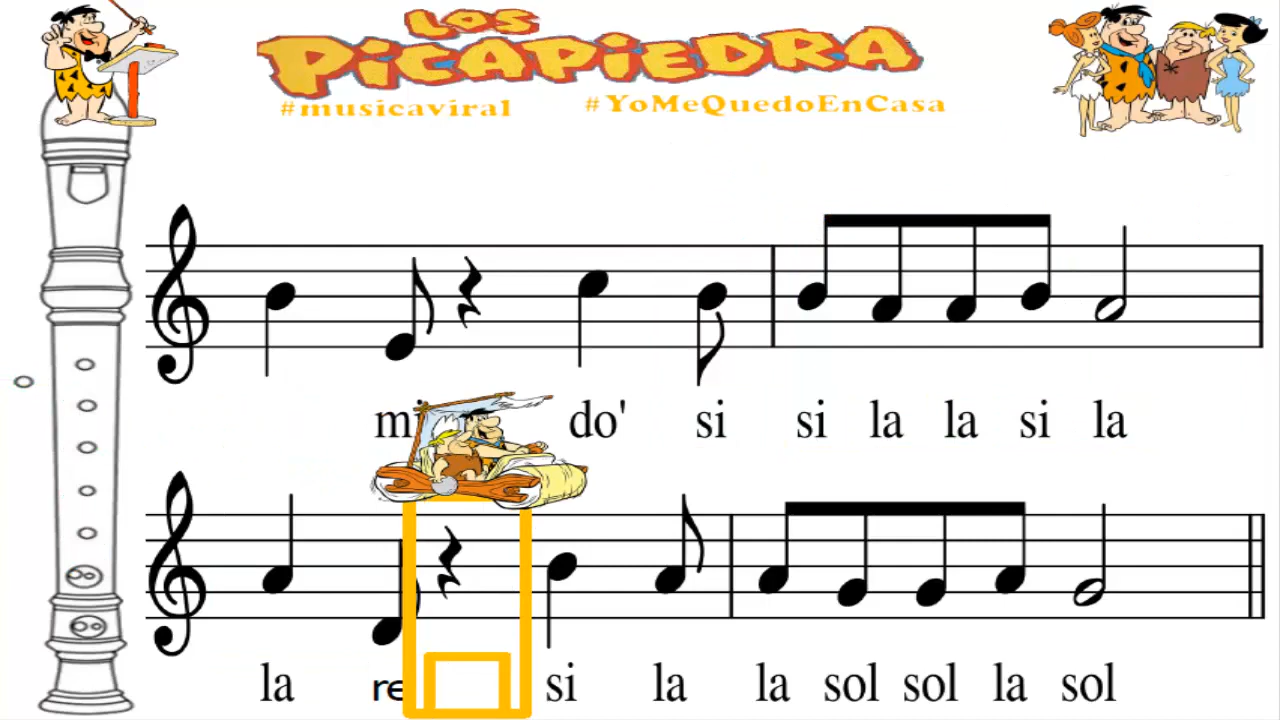 LOS
PICAPIEDRA
#musicaviral #YoMeQuedoEnCasa
mi do' si si la la si la
la re si la la sol sol la sol